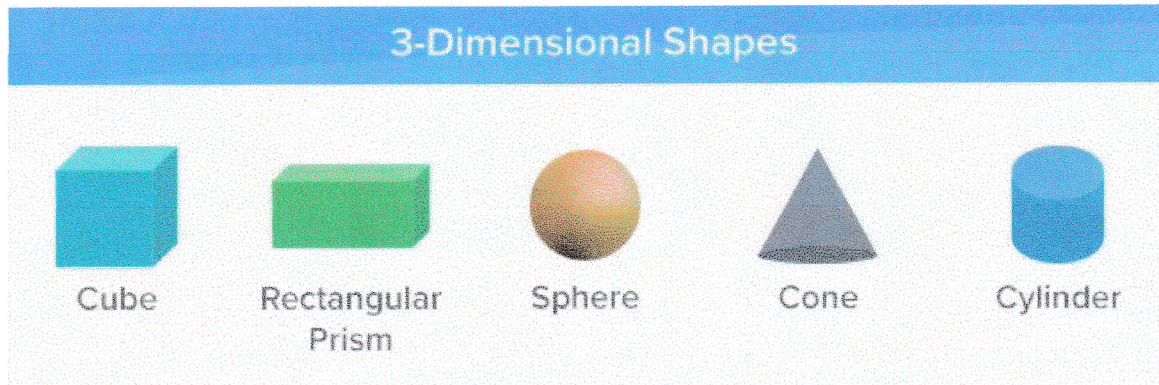 3-Dimensional Shapes
Cube
Rectangular
Prism
Sphere
Cone
Cylinder